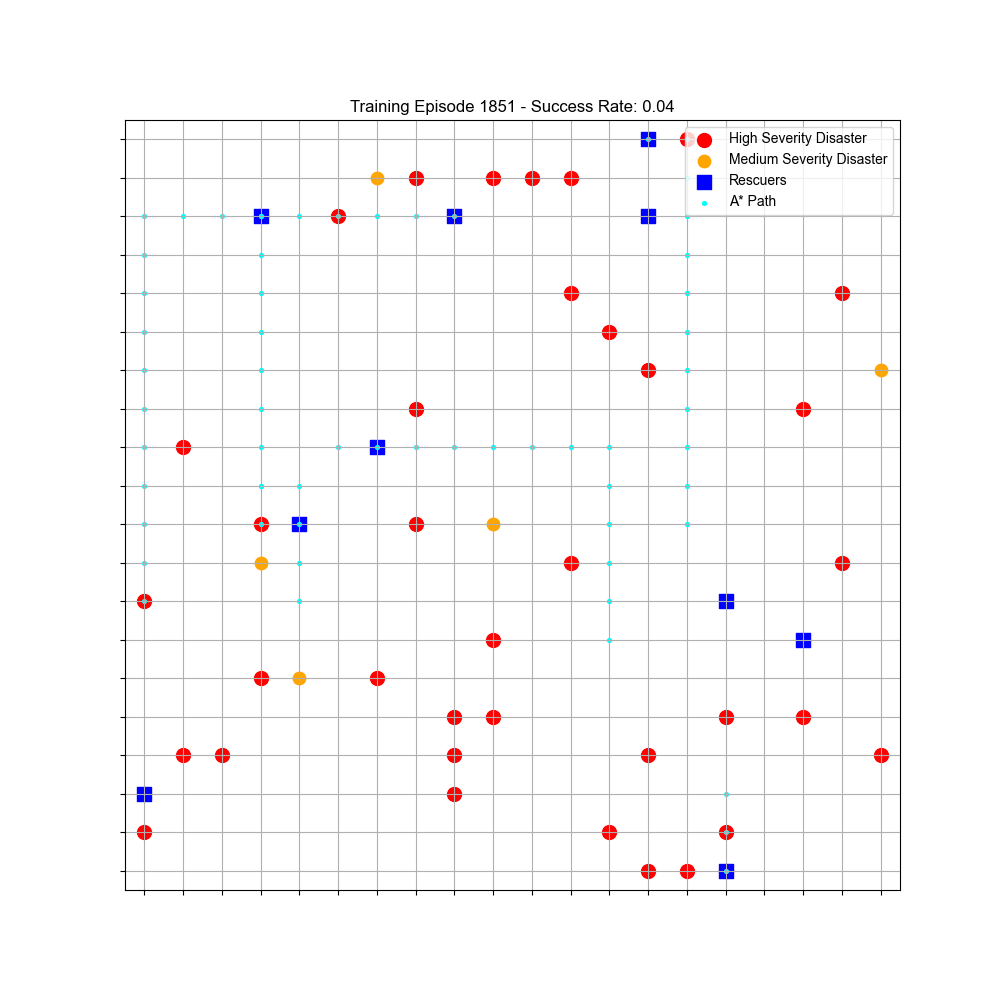 Training Episode 1851 - Success Rate: 0.04
High Severity Disaster
Medium Severity Disaster
Rescuers
A* Path